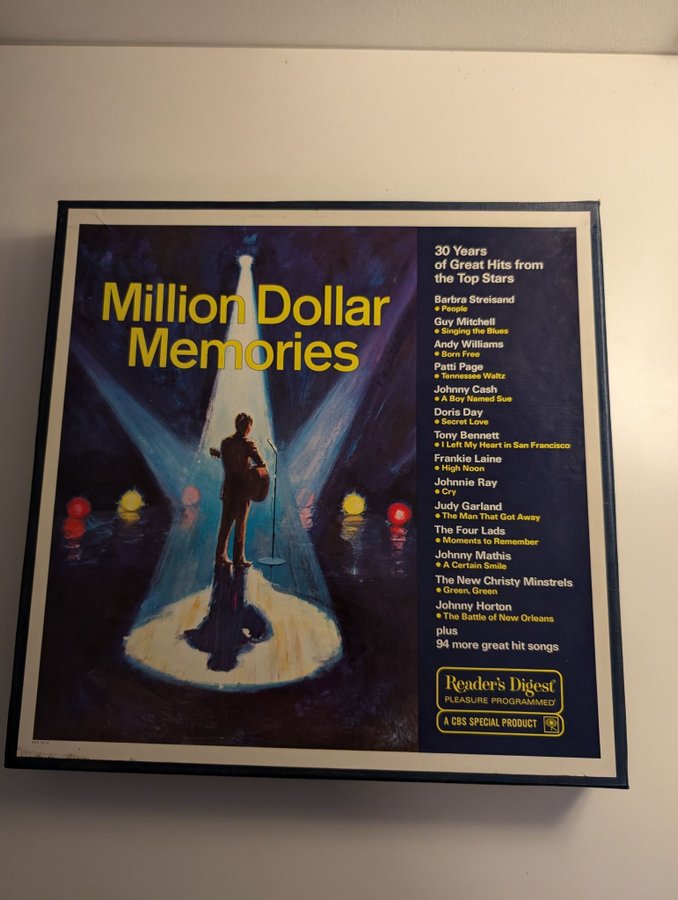 Million Dollar
Memories
30 Years
of Great Hits from
the Top Stars
Barbra Streisand
• People
Guy Mitchell
• Singing the Blues
Andy Williams
• Born Free
Patti Page
• Tennessee Waltz
Johnny Cash
• A Boy Named Sue
Doris Day
• Secret Love
Tony Bennett
• I Left My Heart in San Francisco
Frankie Laine
• High Noon
Johnnie Ray
• Cry
Judy Garland
• The Man That Got Away
The Four Lads
• Moments to Remember
Johnny Mathis
• A Certain Smile
The New Christy Minstrels
• Green, Green
Johnny Horton
• The Battle of New Orleans
plus
94 more great hit songs
Reader's Digest®
PLEASURE PROGRAMMED®
A CBS SPECIAL PRODUCT